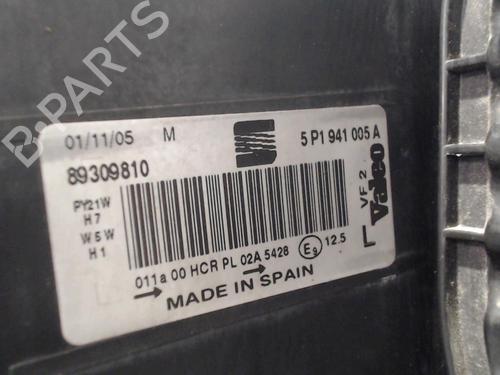 B-PARTS
01/11/05 M 5P1 941 005 A
89309810
PY21W
H7
W5W
H1
VF 2
Valeo
L
011a 00 HCR PL 02A 5428 E9 12.5
MADE IN SPAIN